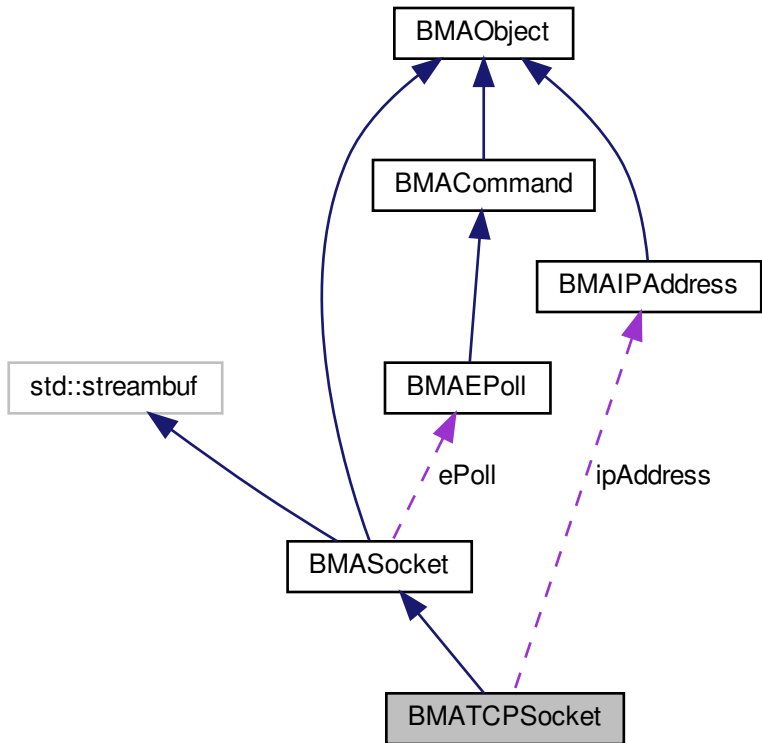 BMAObject
BMACommand
BMAIPAddress
std::streambuf
BMAEPoll
ePoll
ipAddress
BMASocket
BMATCPSocket